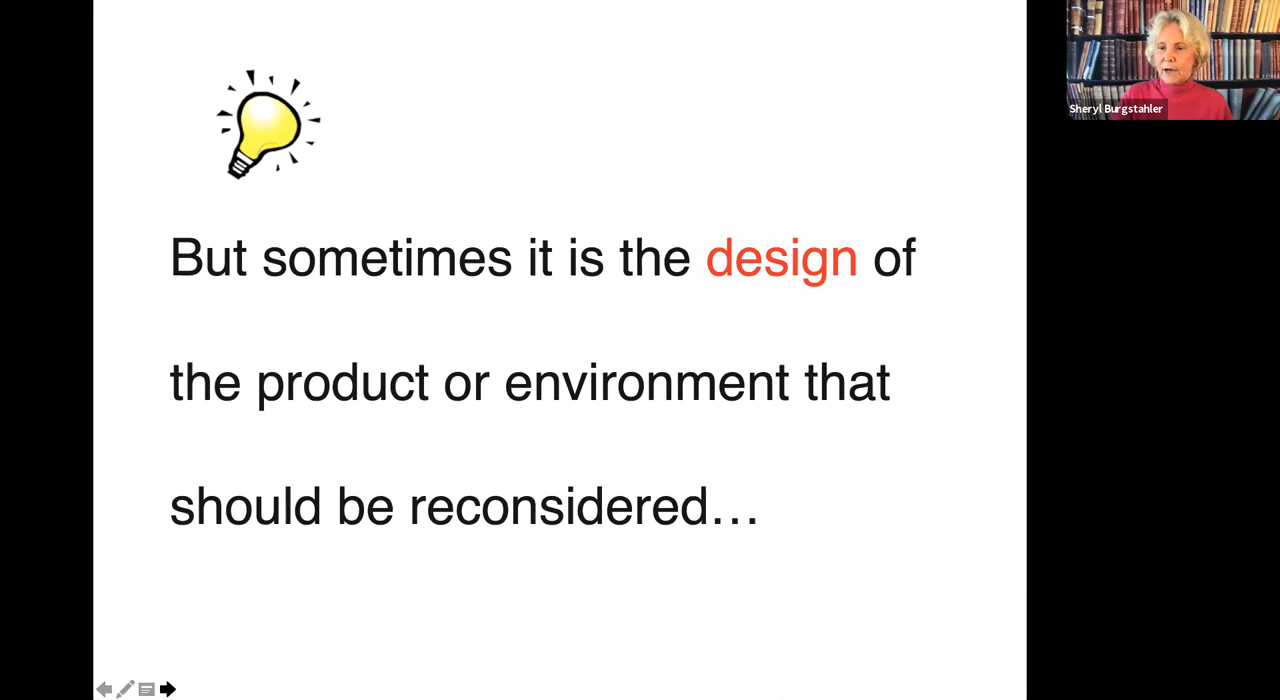 Sheryl Burgstahler
But sometimes it is the design of
the product or environment that
should be reconsidered…